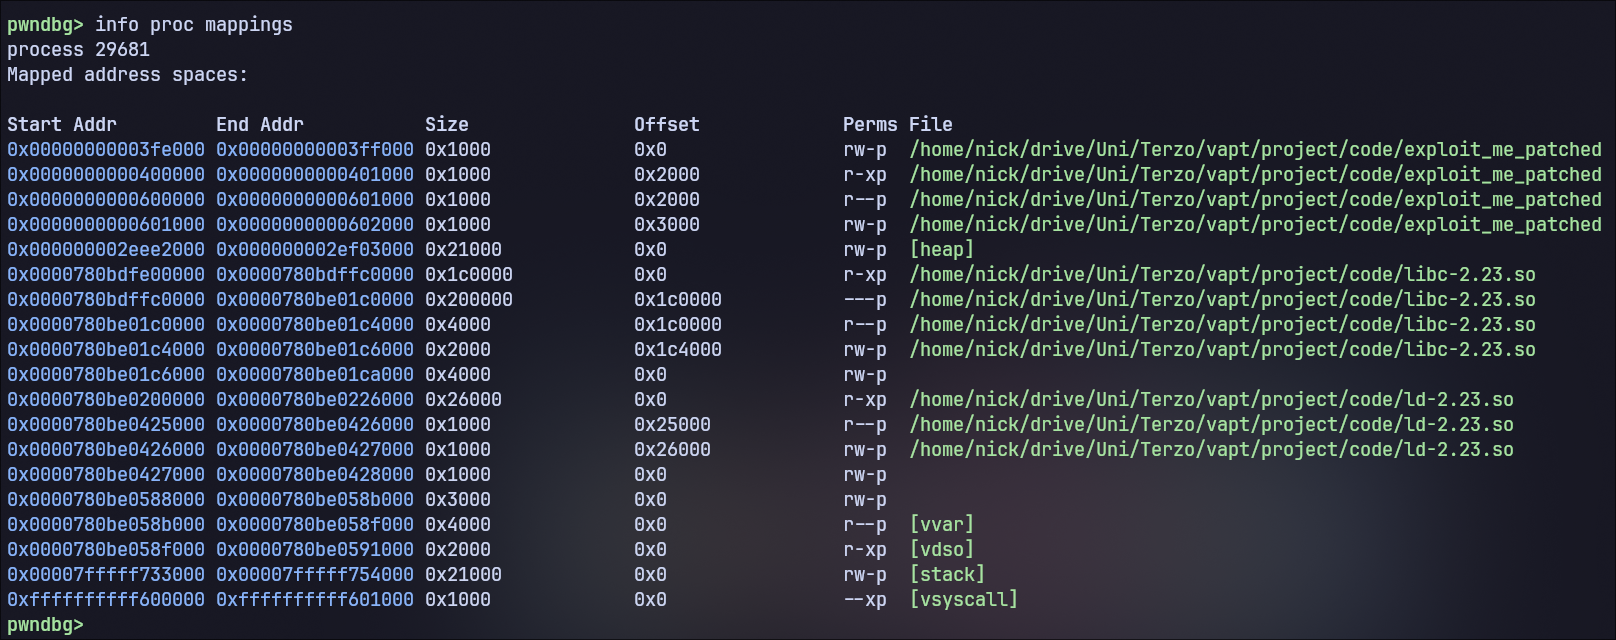 pwndbg> info proc mappings
process 29681
Mapped address spaces:

Start Addr         End Addr           Size               Offset             Perms File
0x00000000003fe000 0x00000000003ff000 0x1000             0x0                rw-p  /home/nick/drive/Uni/Terzo/vapt/project/code/exploit_me_patched
0x0000000000400000 0x0000000000401000 0x1000             0x2000             r-xp  /home/nick/drive/Uni/Terzo/vapt/project/code/exploit_me_patched
0x0000000000600000 0x0000000000601000 0x1000             0x2000             r--p  /home/nick/drive/Uni/Terzo/vapt/project/code/exploit_me_patched
0x0000000000601000 0x0000000000602000 0x1000             0x3000             rw-p  /home/nick/drive/Uni/Terzo/vapt/project/code/exploit_me_patched
0x000000002eee2000 0x000000002ef03000 0x21000            0x0                rw-p  [heap]
0x0000780bdfe00000 0x0000780bdffc0000 0x1c0000           0x0                r-xp  /home/nick/drive/Uni/Terzo/vapt/project/code/libc-2.23.so
0x0000780bdffc0000 0x0000780be01c0000 0x200000           0x1c0000           ---p  /home/nick/drive/Uni/Terzo/vapt/project/code/libc-2.23.so
0x0000780be01c0000 0x0000780be01c4000 0x4000             0x1c0000           r--p  /home/nick/drive/Uni/Terzo/vapt/project/code/libc-2.23.so
0x0000780be01c4000 0x0000780be01c6000 0x2000             0x1c4000           rw-p  /home/nick/drive/Uni/Terzo/vapt/project/code/libc-2.23.so
0x0000780be01c6000 0x0000780be01ca000 0x4000             0x0                rw-p
0x0000780be0200000 0x0000780be0226000 0x26000            0x0                r-xp  /home/nick/drive/Uni/Terzo/vapt/project/code/ld-2.23.so
0x0000780be0425000 0x0000780be0426000 0x1000             0x25000            r--p  /home/nick/drive/Uni/Terzo/vapt/project/code/ld-2.23.so
0x0000780be0426000 0x0000780be0427000 0x1000             0x26000            rw-p  /home/nick/drive/Uni/Terzo/vapt/project/code/ld-2.23.so
0x0000780be0427000 0x0000780be0428000 0x1000             0x0                rw-p
0x0000780be0588000 0x0000780be058b000 0x3000             0x0                rw-p
0x0000780be058b000 0x0000780be058f000 0x4000             0x0                r--p  [vvar]
0x0000780be058f000 0x0000780be0591000 0x2000             0x0                r-xp  [vdso]
0x00007fffff733000 0x00007fffff754000 0x21000            0x0                rw-p  [stack]
0xffffffffff600000 0xffffffffff601000 0x1000             0x0                --xp  [vsyscall]
pwndbg>